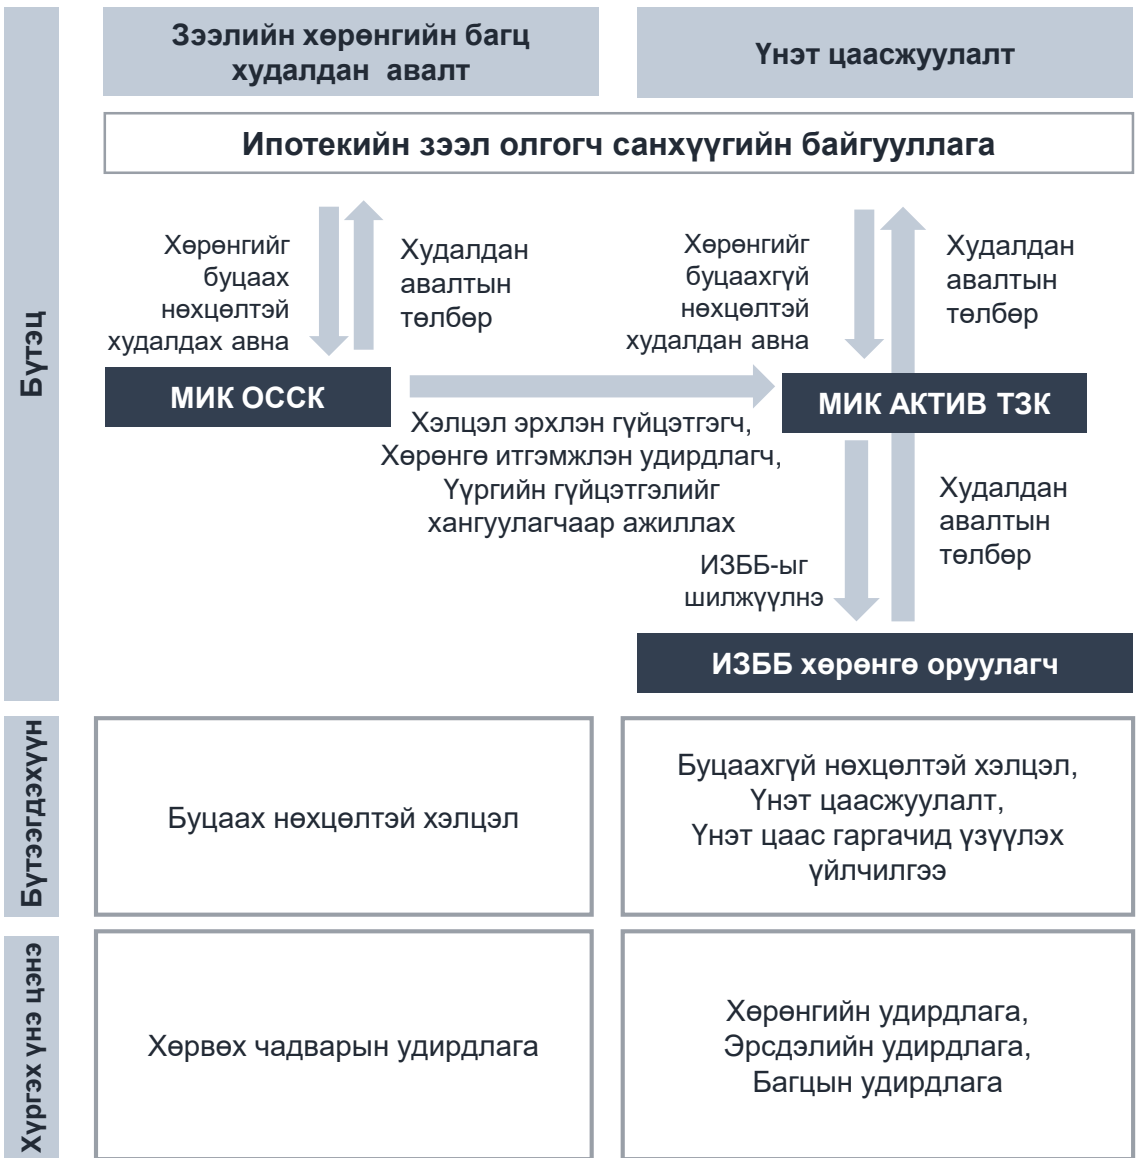 Зээлийн хөрөнгийн багц
худалдан авалт
Үнэт цаасжуулалт
Бүтэц
Ипотекийн зээл олгогч санхүүгийн байгууллага
Хөрөнгийг
буцаах
нөхцөлтэй
худалдах авна
Худалдан
авалтын
төлбөр
Хөрөнгийг
буцаахгүй
нөхцөлтэй
худалдан авна
Худалдан
авалтын
төлбөр
МИК ОССК
МИК АКТИВ ТЗК
Хэлцэл эрхлэн гүйцэтгэгч,
Хөрөнгө итгэмжлэн удирдлагч,
Үүргийн гүйцэтгэлийг
хангуулагчаар ажиллах
ИЗББ-ыг
шилжүүлнэ
Худалдан
авалтын
төлбөр
ИЗББ хөрөнгө оруулагч
Бүтээгдэхүүн
Буцаах нөхцөлтэй хэлцэл
Буцаахгүй нөхцөлтэй хэлцэл,
Үнэт цаасжуулалт,
Үнэт цаас гаргачид үзүүлэх
үйлчилгээ
Хүргэх үнэ цэнэ
Хөрвөх чадварын удирдлага
Хөрөнгийн удирдлага,
Эрсдэлийн удирдлага,
Багцын удирдлага